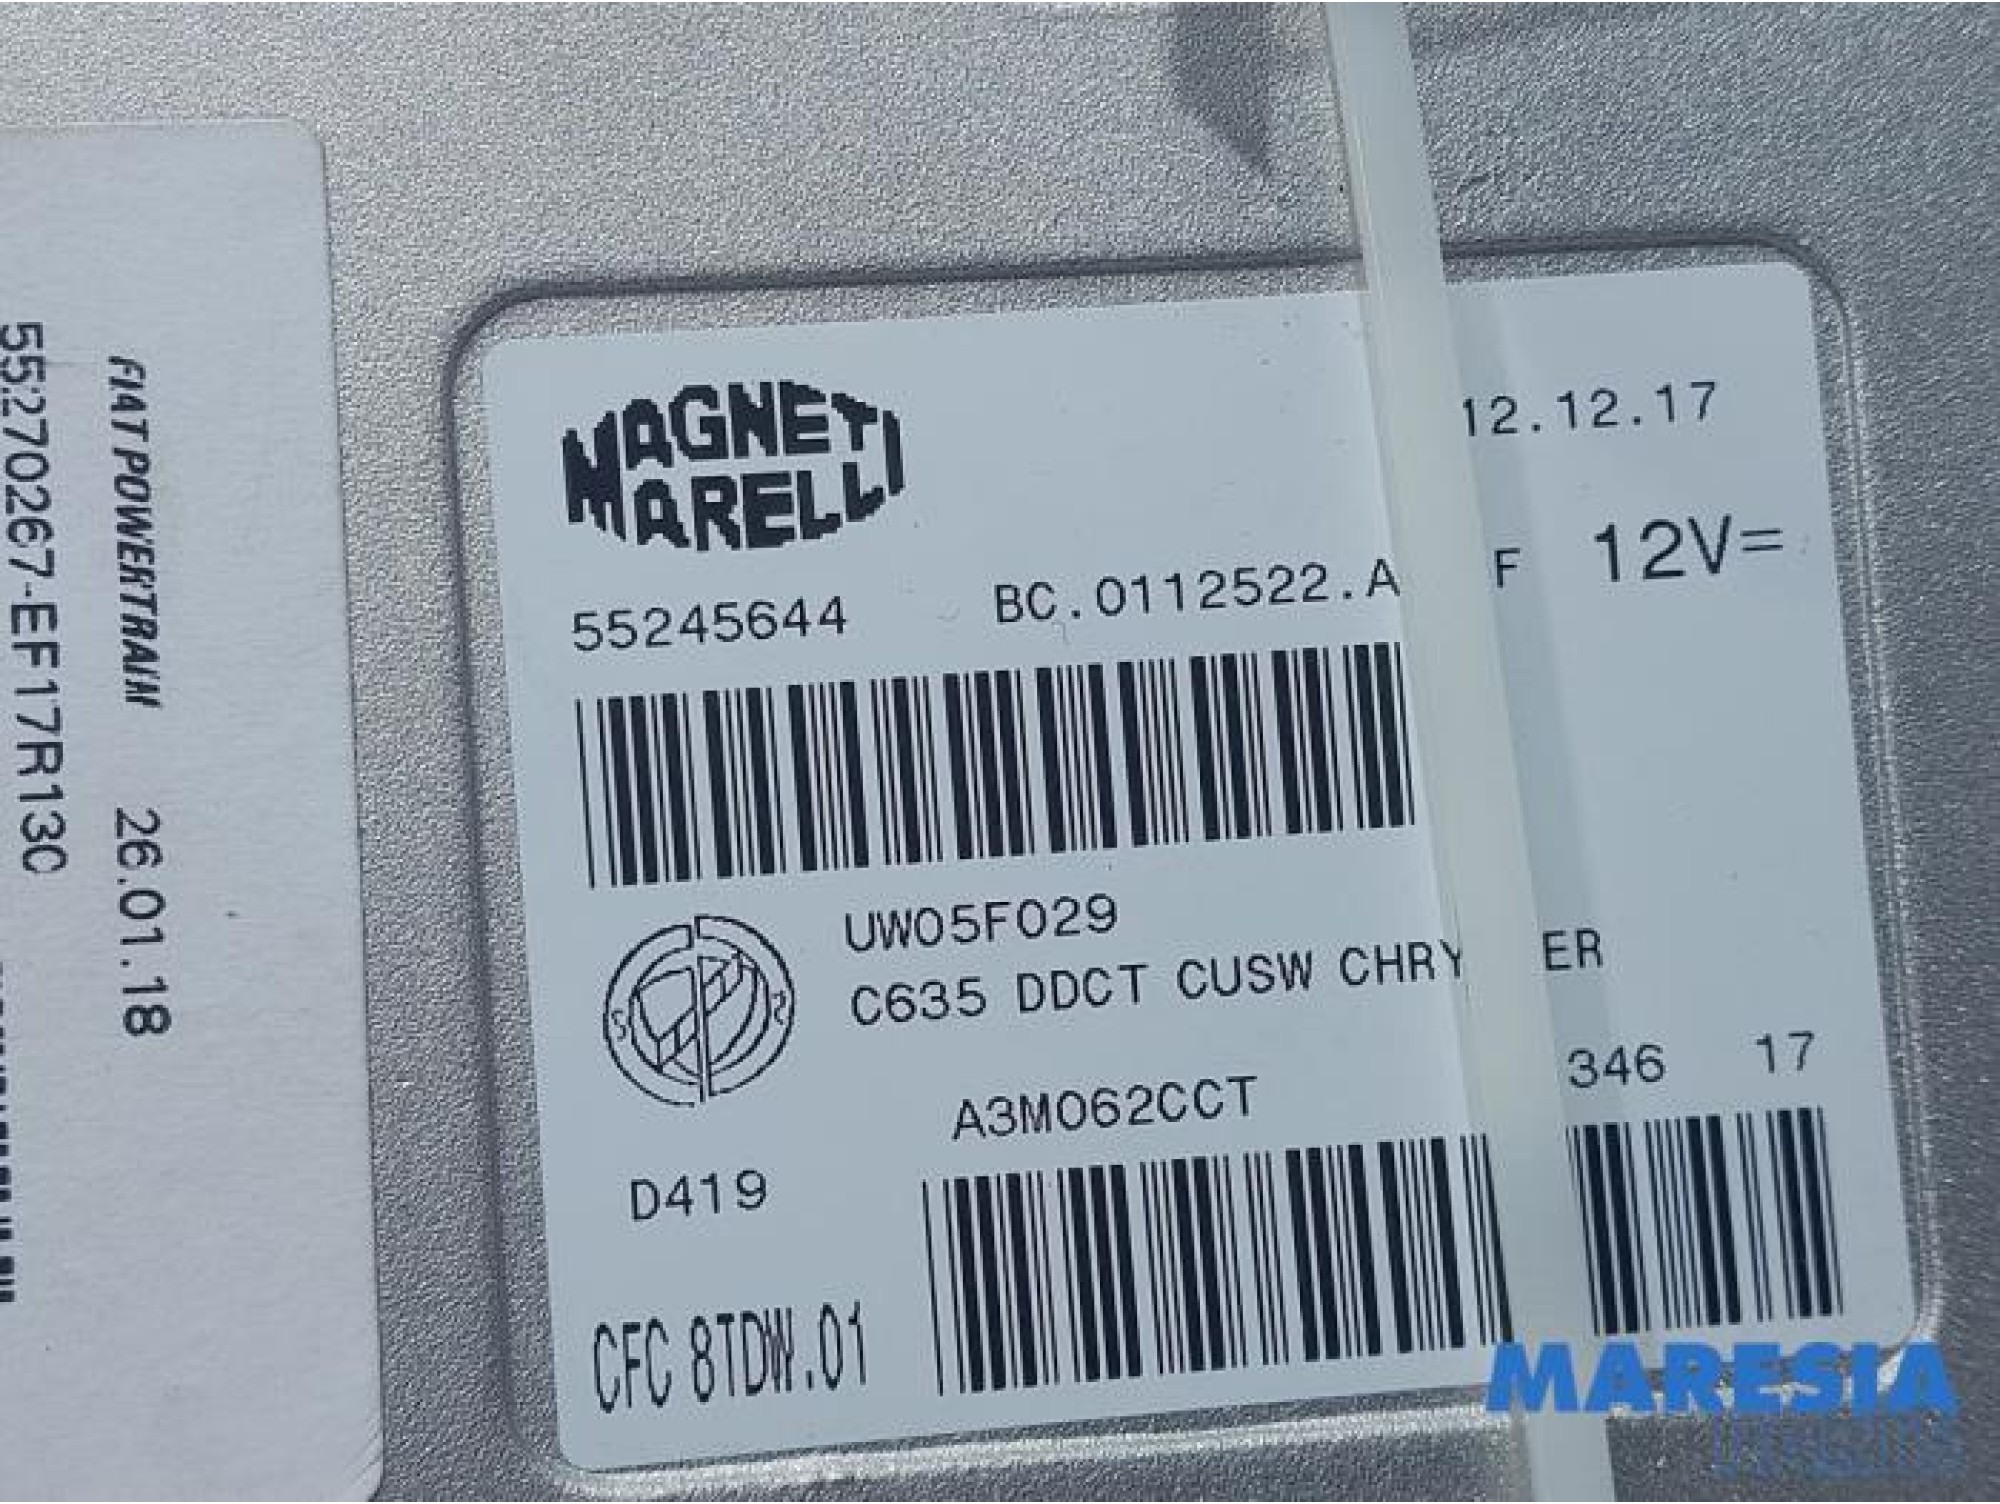 55270267-EF17R130
FIAT POWERTRAIN 26.01.18
MAGNETI
MARELLI
12.12.17
55245644 BC.0112522.A F 12V=
UW05F029
C635 DDCT CUSW CHRY ER
A3M062CCT 346 17
D419
CFC 8TDW.01
MARESIA